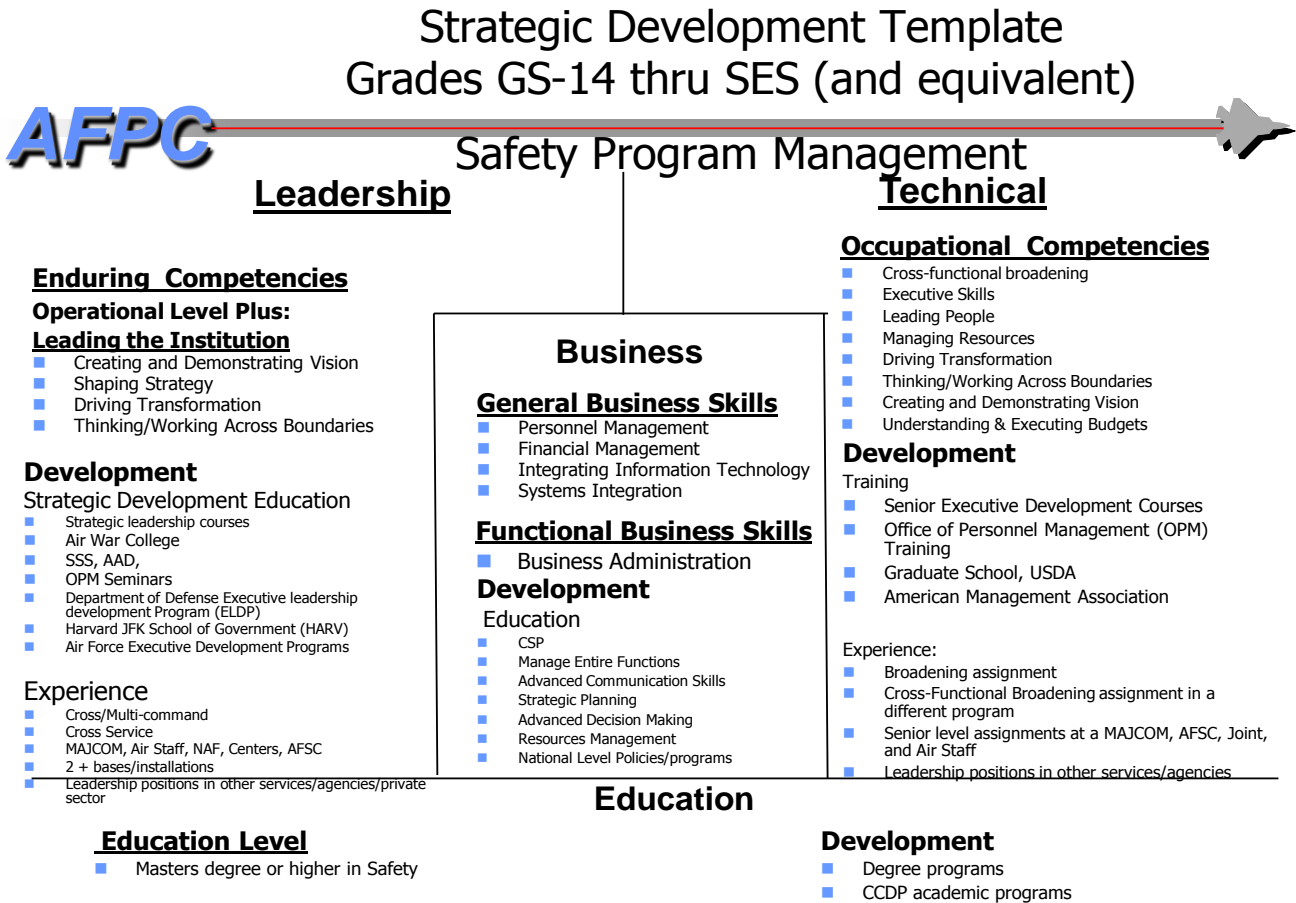 Strategic Development Template
Grades GS-14 thru SES (and equivalent)
AFPC
Safety Program Management
Leadership
Enduring Competencies
Operational Level Plus:
Leading the Institution
Creating and Demonstrating Vision
Shaping Strategy
Driving Transformation
Thinking/Working Across Boundaries
Development
Strategic Development Education
Strategic leadership courses
Air War College
SSS, AAD,
OPM Seminars
Department of Defense Executive leadership
development Program (ELDP)
Harvard JFK School of Government (HARV)
Air Force Executive Development Programs
Experience
Cross/Multi-command
Cross Service
MAJCOM, Air Staff, NAF, Centers, AFSC
2 + bases/installations
Leadership positions in other services/agencies/private
sector
Business
General Business Skills
Personnel Management
Financial Management
Integrating Information Technology
Systems Integration
Functional Business Skills
Business Administration
Development
Education
CSP
Manage Entire Functions
Advanced Communication Skills
Strategic Planning
Advanced Decision Making
Resources Management
National Level Policies/programs
Technical
Occupational Competencies
Cross-functional broadening
Executive Skills
Leading People
Managing Resources
Driving Transformation
Thinking/Working Across Boundaries
Creating and Demonstrating Vision
Understanding & Executing Budgets
Development
Training
Senior Executive Development Courses
Office of Personnel Management (OPM)
Training
Graduate School, USDA
American Management Association
Experience:
Broadening assignment
Cross-Functional Broadening assignment in a
different program
Senior level assignments at a MAJCOM, AFSC, Joint,
and Air Staff
Leadership positions in other services/agencies
Education
Education Level
Masters degree or higher in Safety
Development
Degree programs
CCDP academic programs